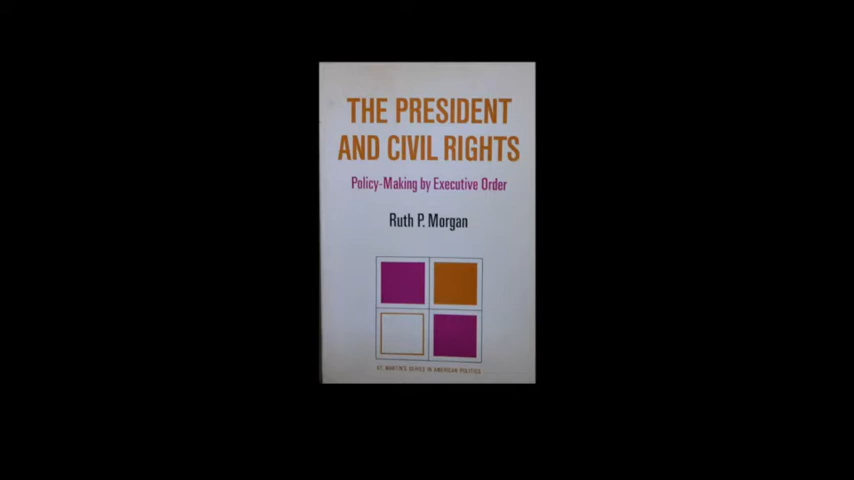 THE PRESIDENT
AND CIVIL RIGHTS
Policy-Making by Executive Order
Ruth P. Morgan
ST. MARTIN'S SERIES IN AMERICAN POLITICS